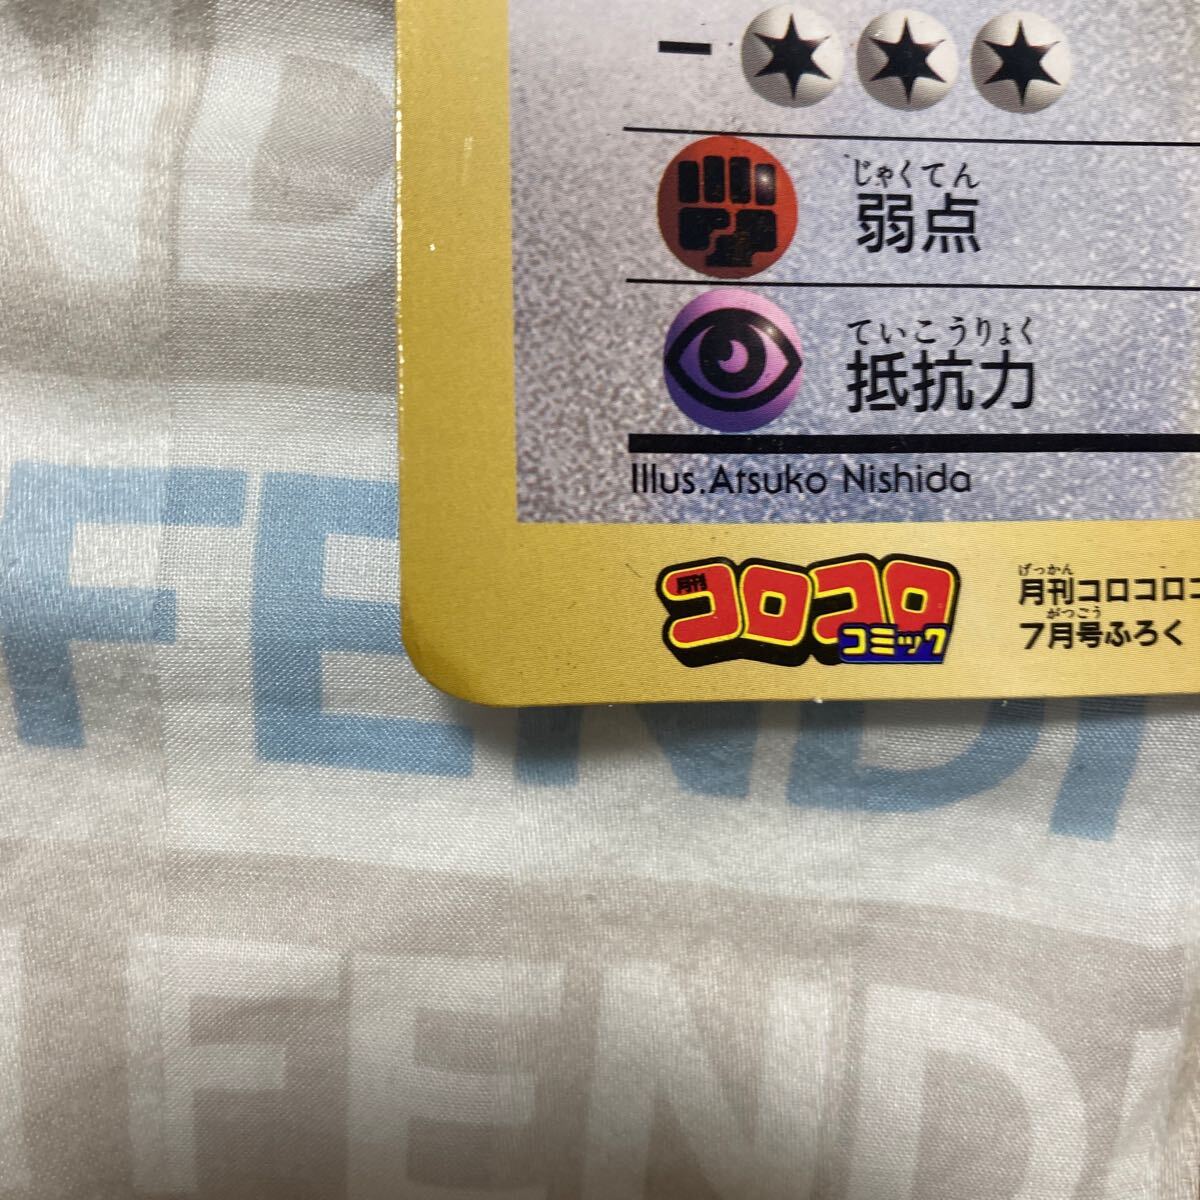 ー
じゃくてん
弱点
ていこうりょく
抵抗力
Illus.Atsuko Nishida
月刊
コロコロ
コミック
げっかん
月刊コロコロコ
がつごう
7月号ふろく
FENDI
FENDI